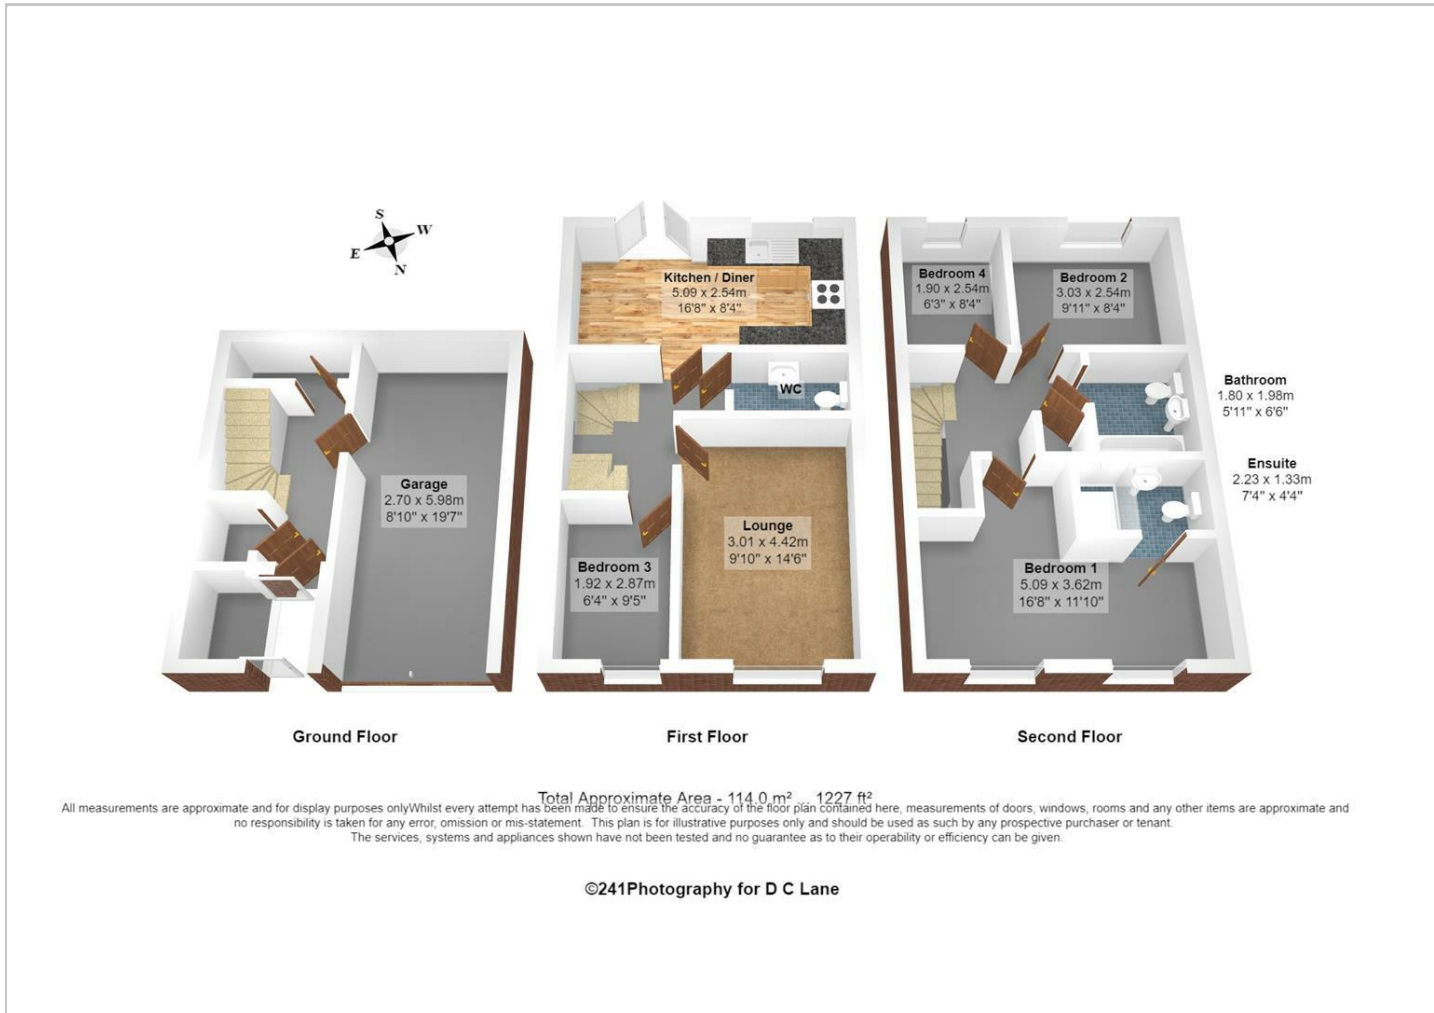 S
W
E
N
Kitchen / Diner
5.09 x 2.54m
16'8" x 8'4"
WC
Garage
2.70 x 5.98m
8'10" x 19'7"
Lounge
3.01 x 4.42m
9'10" x 14'6"
Bedroom 3
1.92 x 2.87m
6'4" x 9'5"
Bedroom 4
1.90 x 2.54m
6'3" x 8'4"
Bedroom 2
3.03 x 2.54m
9'11" x 8'4"
Bathroom
1.80 x 1.98m
5'11" x 6'6"
Ensuite
2.23 x 1.33m
7'4" x 4'4"
Bedroom 1
5.09 x 3.62m
16'8" x 11'10"
Ground Floor
First Floor
Second Floor
Total Approximate Area - 114.0 m² ... 1227 ft²
All measurements are approximate and for display purposes onlyWhilst every attempt has been made to ensure the accuracy of the floor plan contained here, measurements of doors, windows, rooms and any other items are approximate and
no responsibility is taken for any error, omission or mis-statement. This plan is for illustrative purposes only and should be used as such by any prospective purchaser or tenant.
The services, systems and appliances shown have not been tested and no guarantee as to their operability or efficiency can be given.
©241Photography for D C Lane